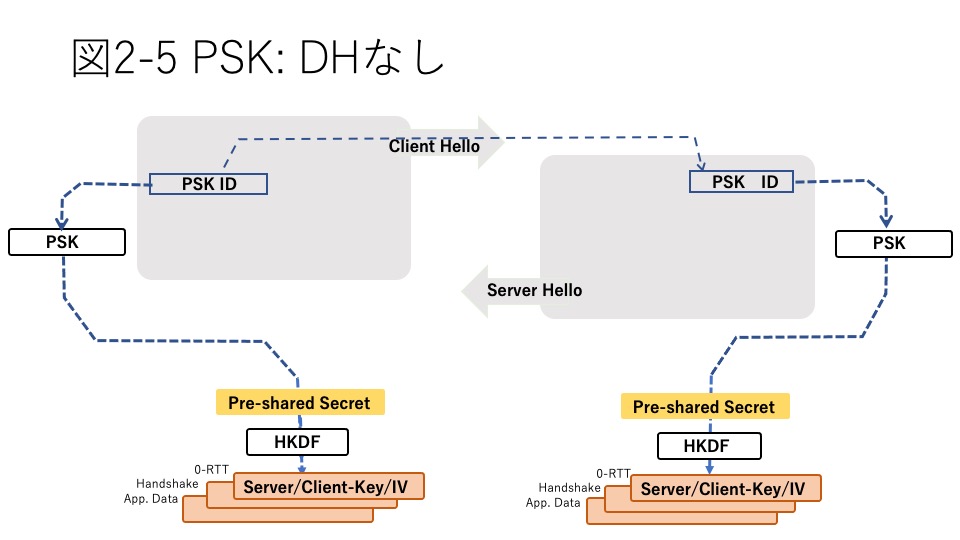 図2-5 PSK: DHなし
Client Hello
PSK ID
PSK　ID
PSK
PSK
Server Hello
Pre-shared Secret
Pre-shared Secret
HKDF
HKDF
0-RTT
Server/Client-Key/IV
Handshake
App. Data
0-RTT
Server/Client-Key/IV
Handshake
App. Data